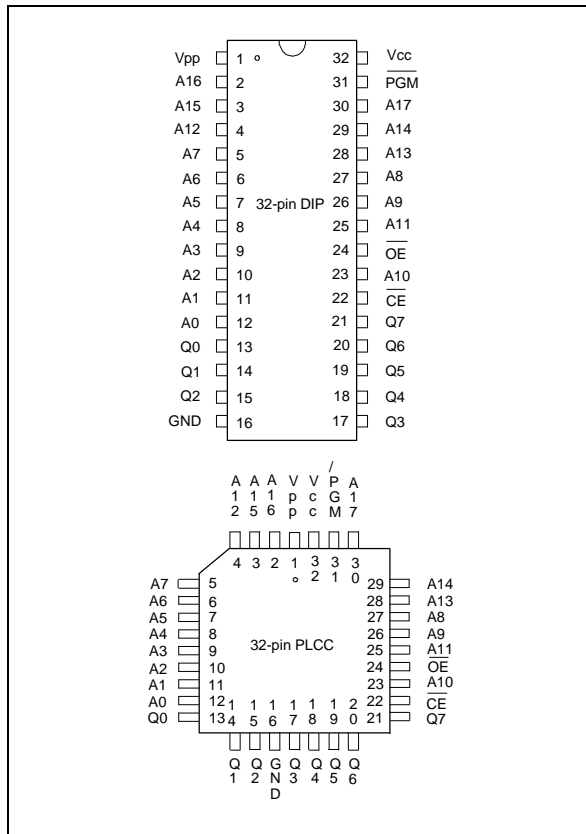 Vpp 1 32 Vcc
A16 2 31 PGM
A15 3 30 A17
A12 4 29 A14
A7 5 28 A13
A6 6 27 A8
A5 7 32-pin DIP 26 A9
A4 8 25 A11
A3 9 24 OE
A2 10 23 A10
A1 11 22 CE
A0 12 21 Q7
Q0 13 20 Q6
Q1 14 19 Q5
Q2 15 18 Q4
GND 16 17 Q3
A12 A15 A16 Vpp Vcc /PGM A17
4 3 2 1 32 31 30
A7 5 29 A14
A6 6 28 A13
A5 7 27 A8
A4 8 26 A9
A3 9 32-pin PLCC 25 A11
A2 10 24 OE
A1 11 23 A10
A0 12 22 CE
Q0 13 21 Q7
14 15 16 17 18 19 20
Q1 Q2 GND Q3 Q4 Q5 Q6